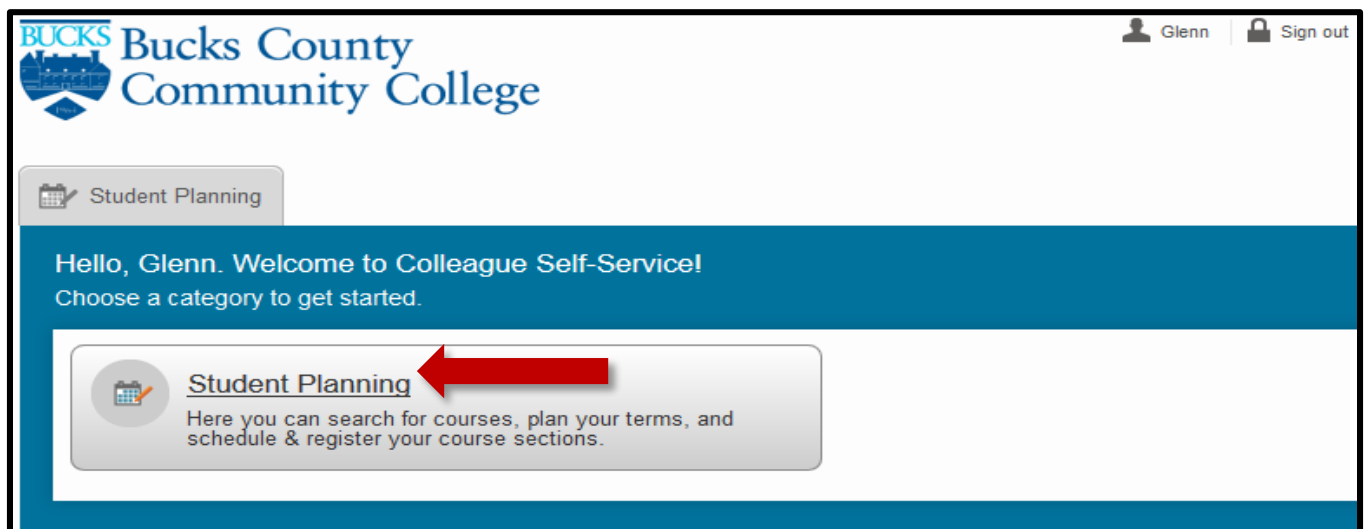 BUCKS
Bucks County
Community College
1964
Glenn
Sign out
Student Planning
Hello, Glenn. Welcome to Colleague Self-Service!
Choose a category to get started.
Student Planning
Here you can search for courses, plan your terms, and
schedule & register your course sections.